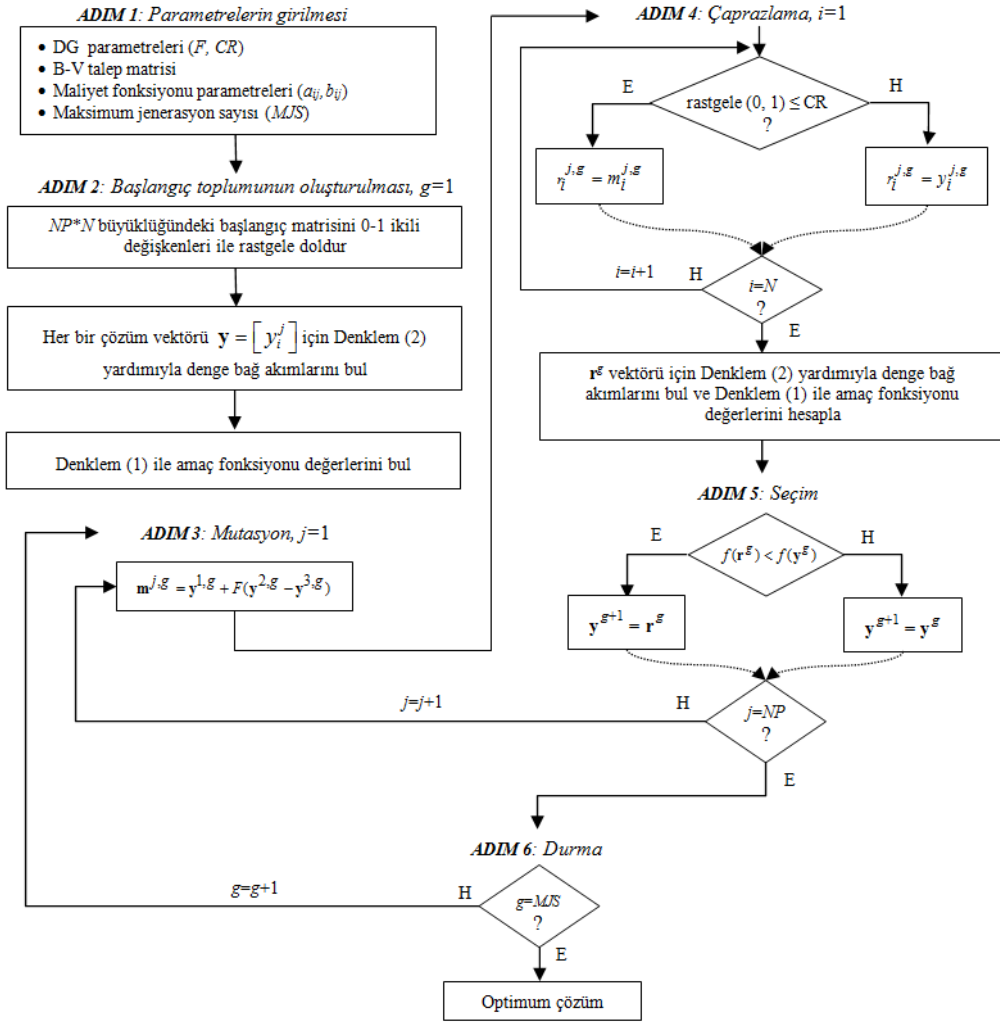 ADIM 1: Parametrelerin girilmesi
• DG parametreleri (F, CR)
• B-V talep matrisi
• Maliyet fonksiyonu parametreleri (a_{ij}, b_{ij})
• Maksimum jenerasyon sayısı (MJS)
ADIM 2: Başlangıç toplumunun oluşturulması, g=1
NP*N büyüklüğündeki başlangıç matrisini 0-1 ikili
değişkenleri ile rastgele doldur
Her bir çözüm vektörü y = [y_i^j] için Denklem (2)
yardımıyla denge bağ akımlarını bul
Denklem (1) ile amaç fonksiyonu değerlerini bul
ADIM 3: Mutasyon, j=1
m^{j,g} = y^{1,g} + F(y^{2,g} − y^{3,g})
ADIM 4: Çaprazlama, i=1
rastgele (0, 1) ≤ CR
?
E
H
r_i^{j,g} = m_i^{j,g}
r_i^{j,g} = y_i^{j,g}
i=i+1
H
i=N
?
E
r^g vektörü için Denklem (2) yardımıyla denge bağ
akımlarını bul ve Denklem (1) ile amaç fonksiyonu
değerlerini hesapla
ADIM 5: Seçim
E
H
f(r^g) < f(y^g)
y^{g+1} = r^g
y^{g+1} = y^g
j=j+1
H
j=NP
?
E
ADIM 6: Durma
g=g+1
H
g=MJS
?
E
Optimum çözüm